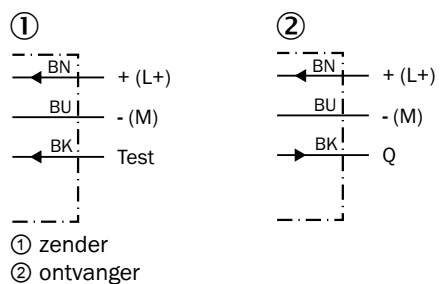 ① ②
BN + (L+)
BU - (M)
BK Test
BN + (L+)
BU - (M)
BK Q
① zender
② ontvanger